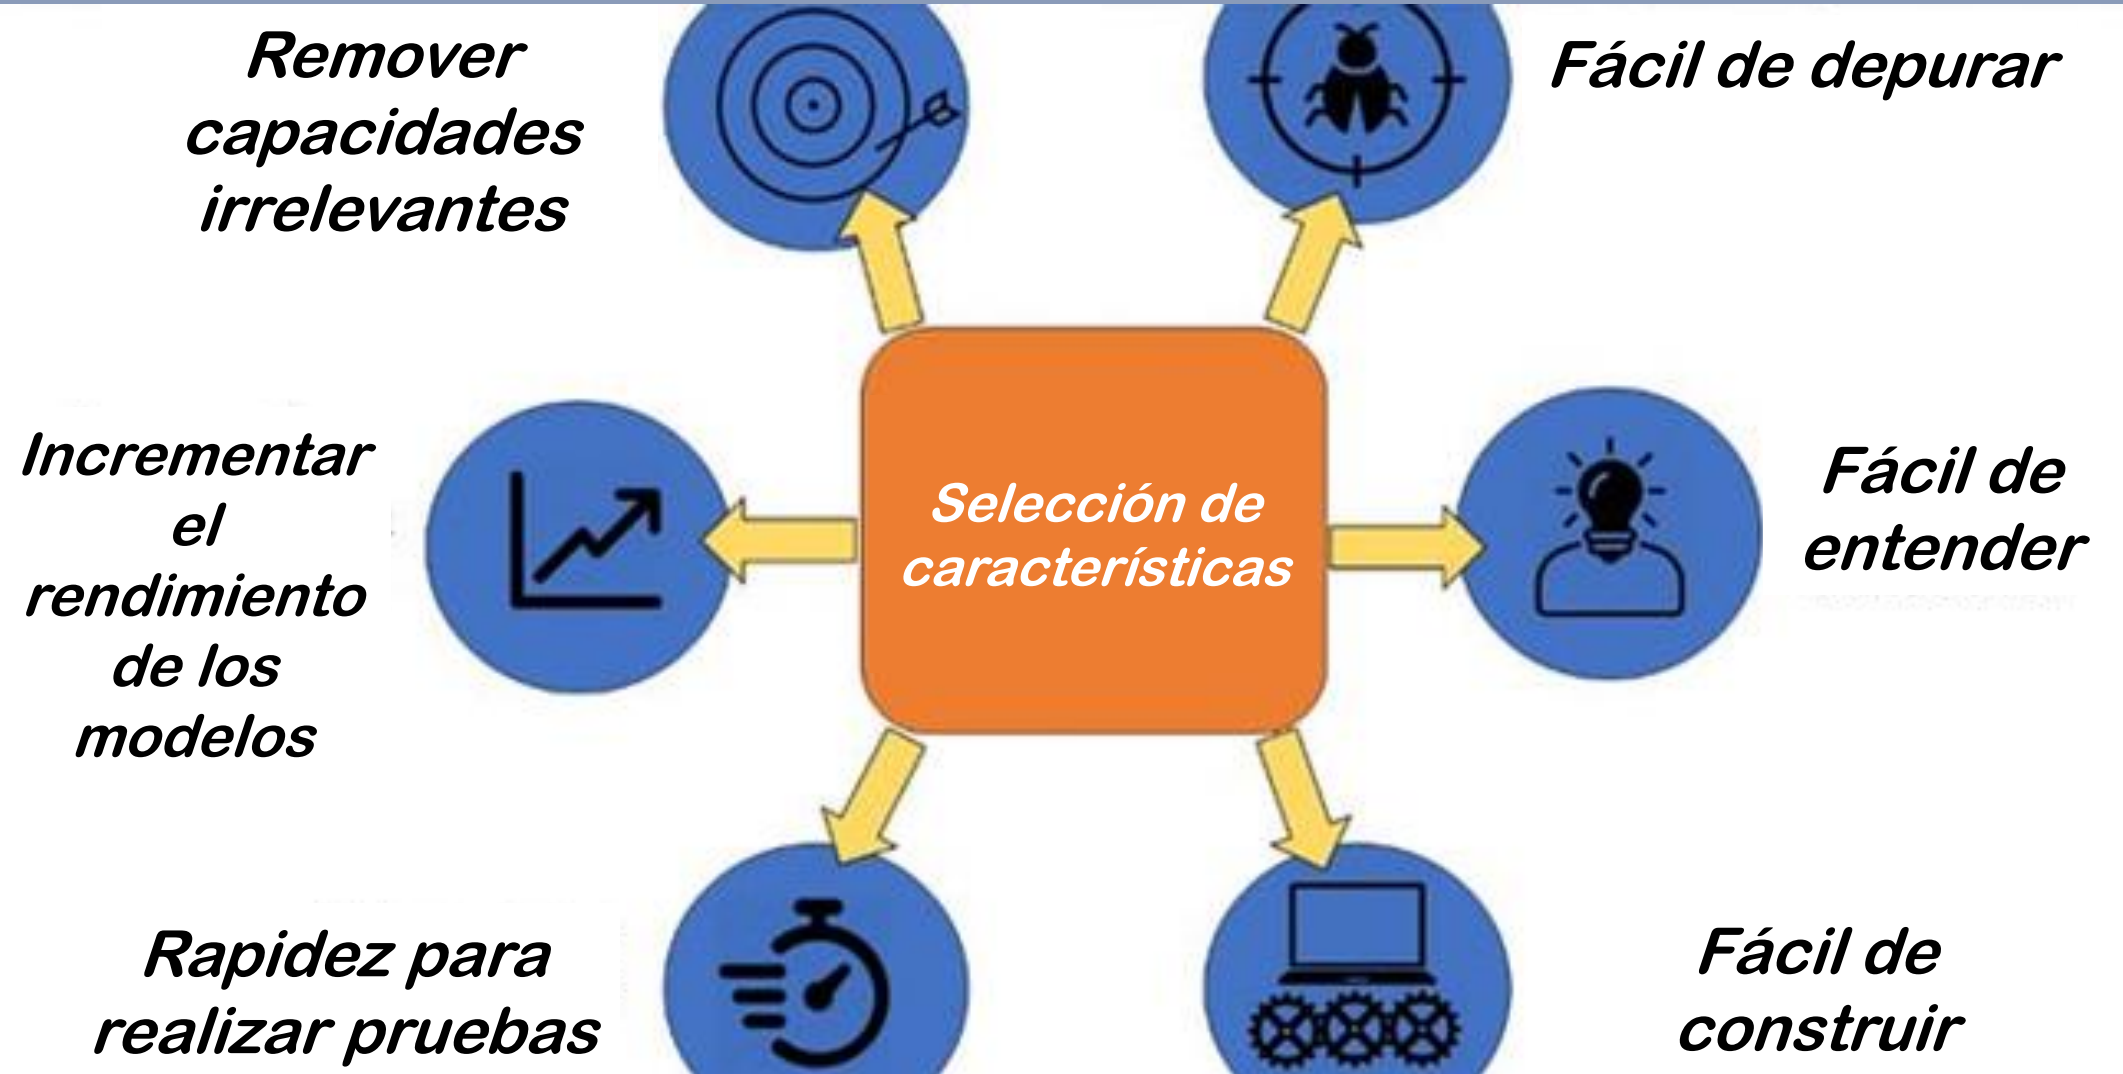 Remover
capacidades
irrelevantes
Fácil de depurar
Incrementar
el
rendimiento
de los
modelos
Selección de
características
Fácil de
entender
Rapidez para
realizar pruebas
Fácil de
construir